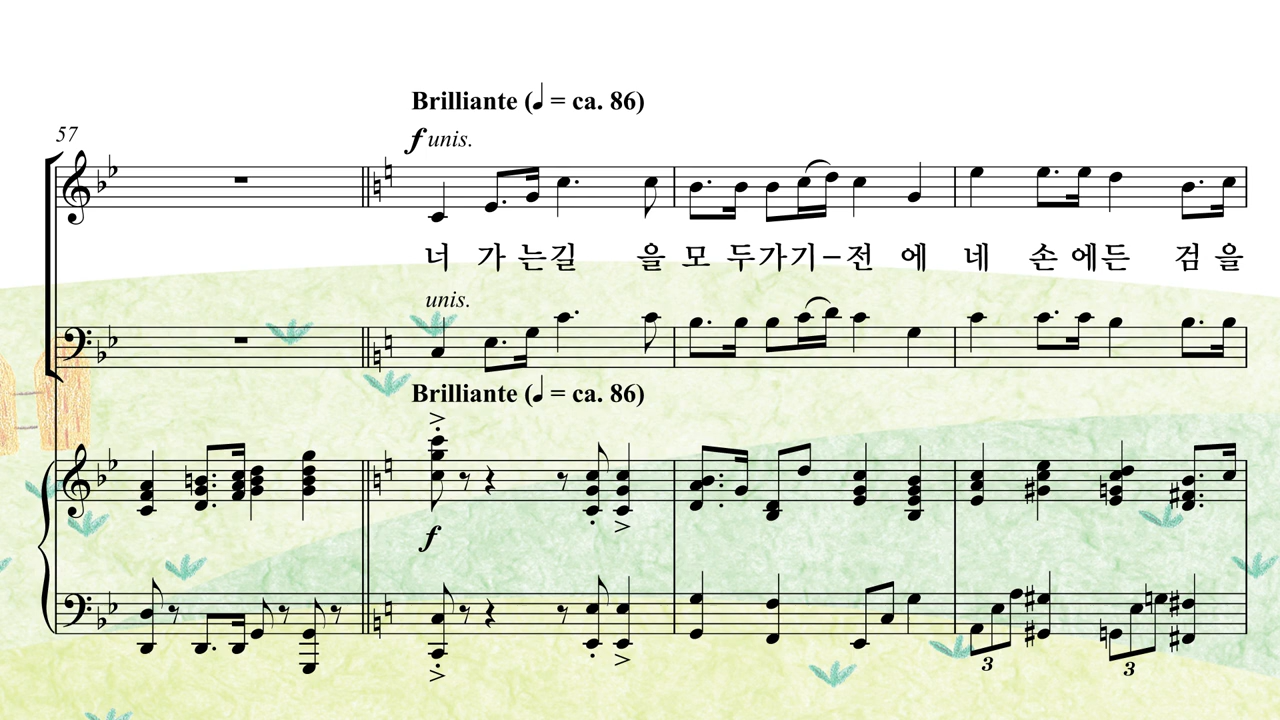 Brilliante (♩ = ca. 86)
57
f unis.
너 가 는길 을 모 두가기–전 에 네 손 에든 검 을
unis.
Brilliante (♩ = ca. 86)
f
3 3